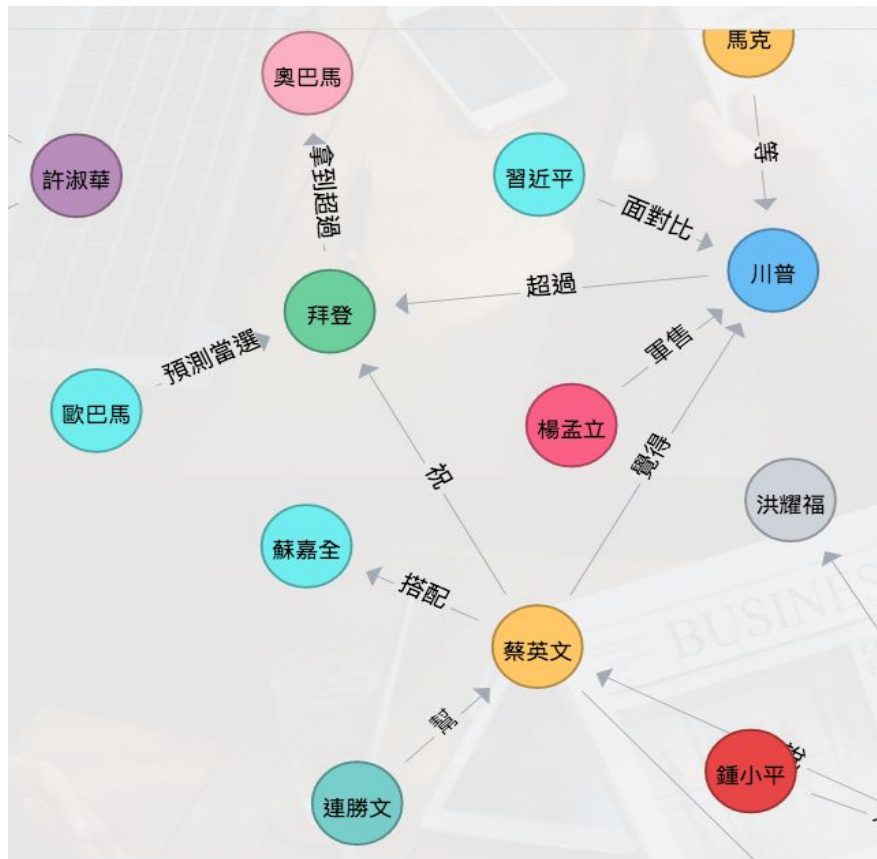 馬克
奧巴馬
等
拿到超過
許淑華
習近平
面對比
川普
超過
拜登
預測當選
軍售
歐巴馬
楊孟立
覺得
祝
洪耀福
蘇嘉全
搭配
BUSINES
蔡英文
鍾小平
連勝文